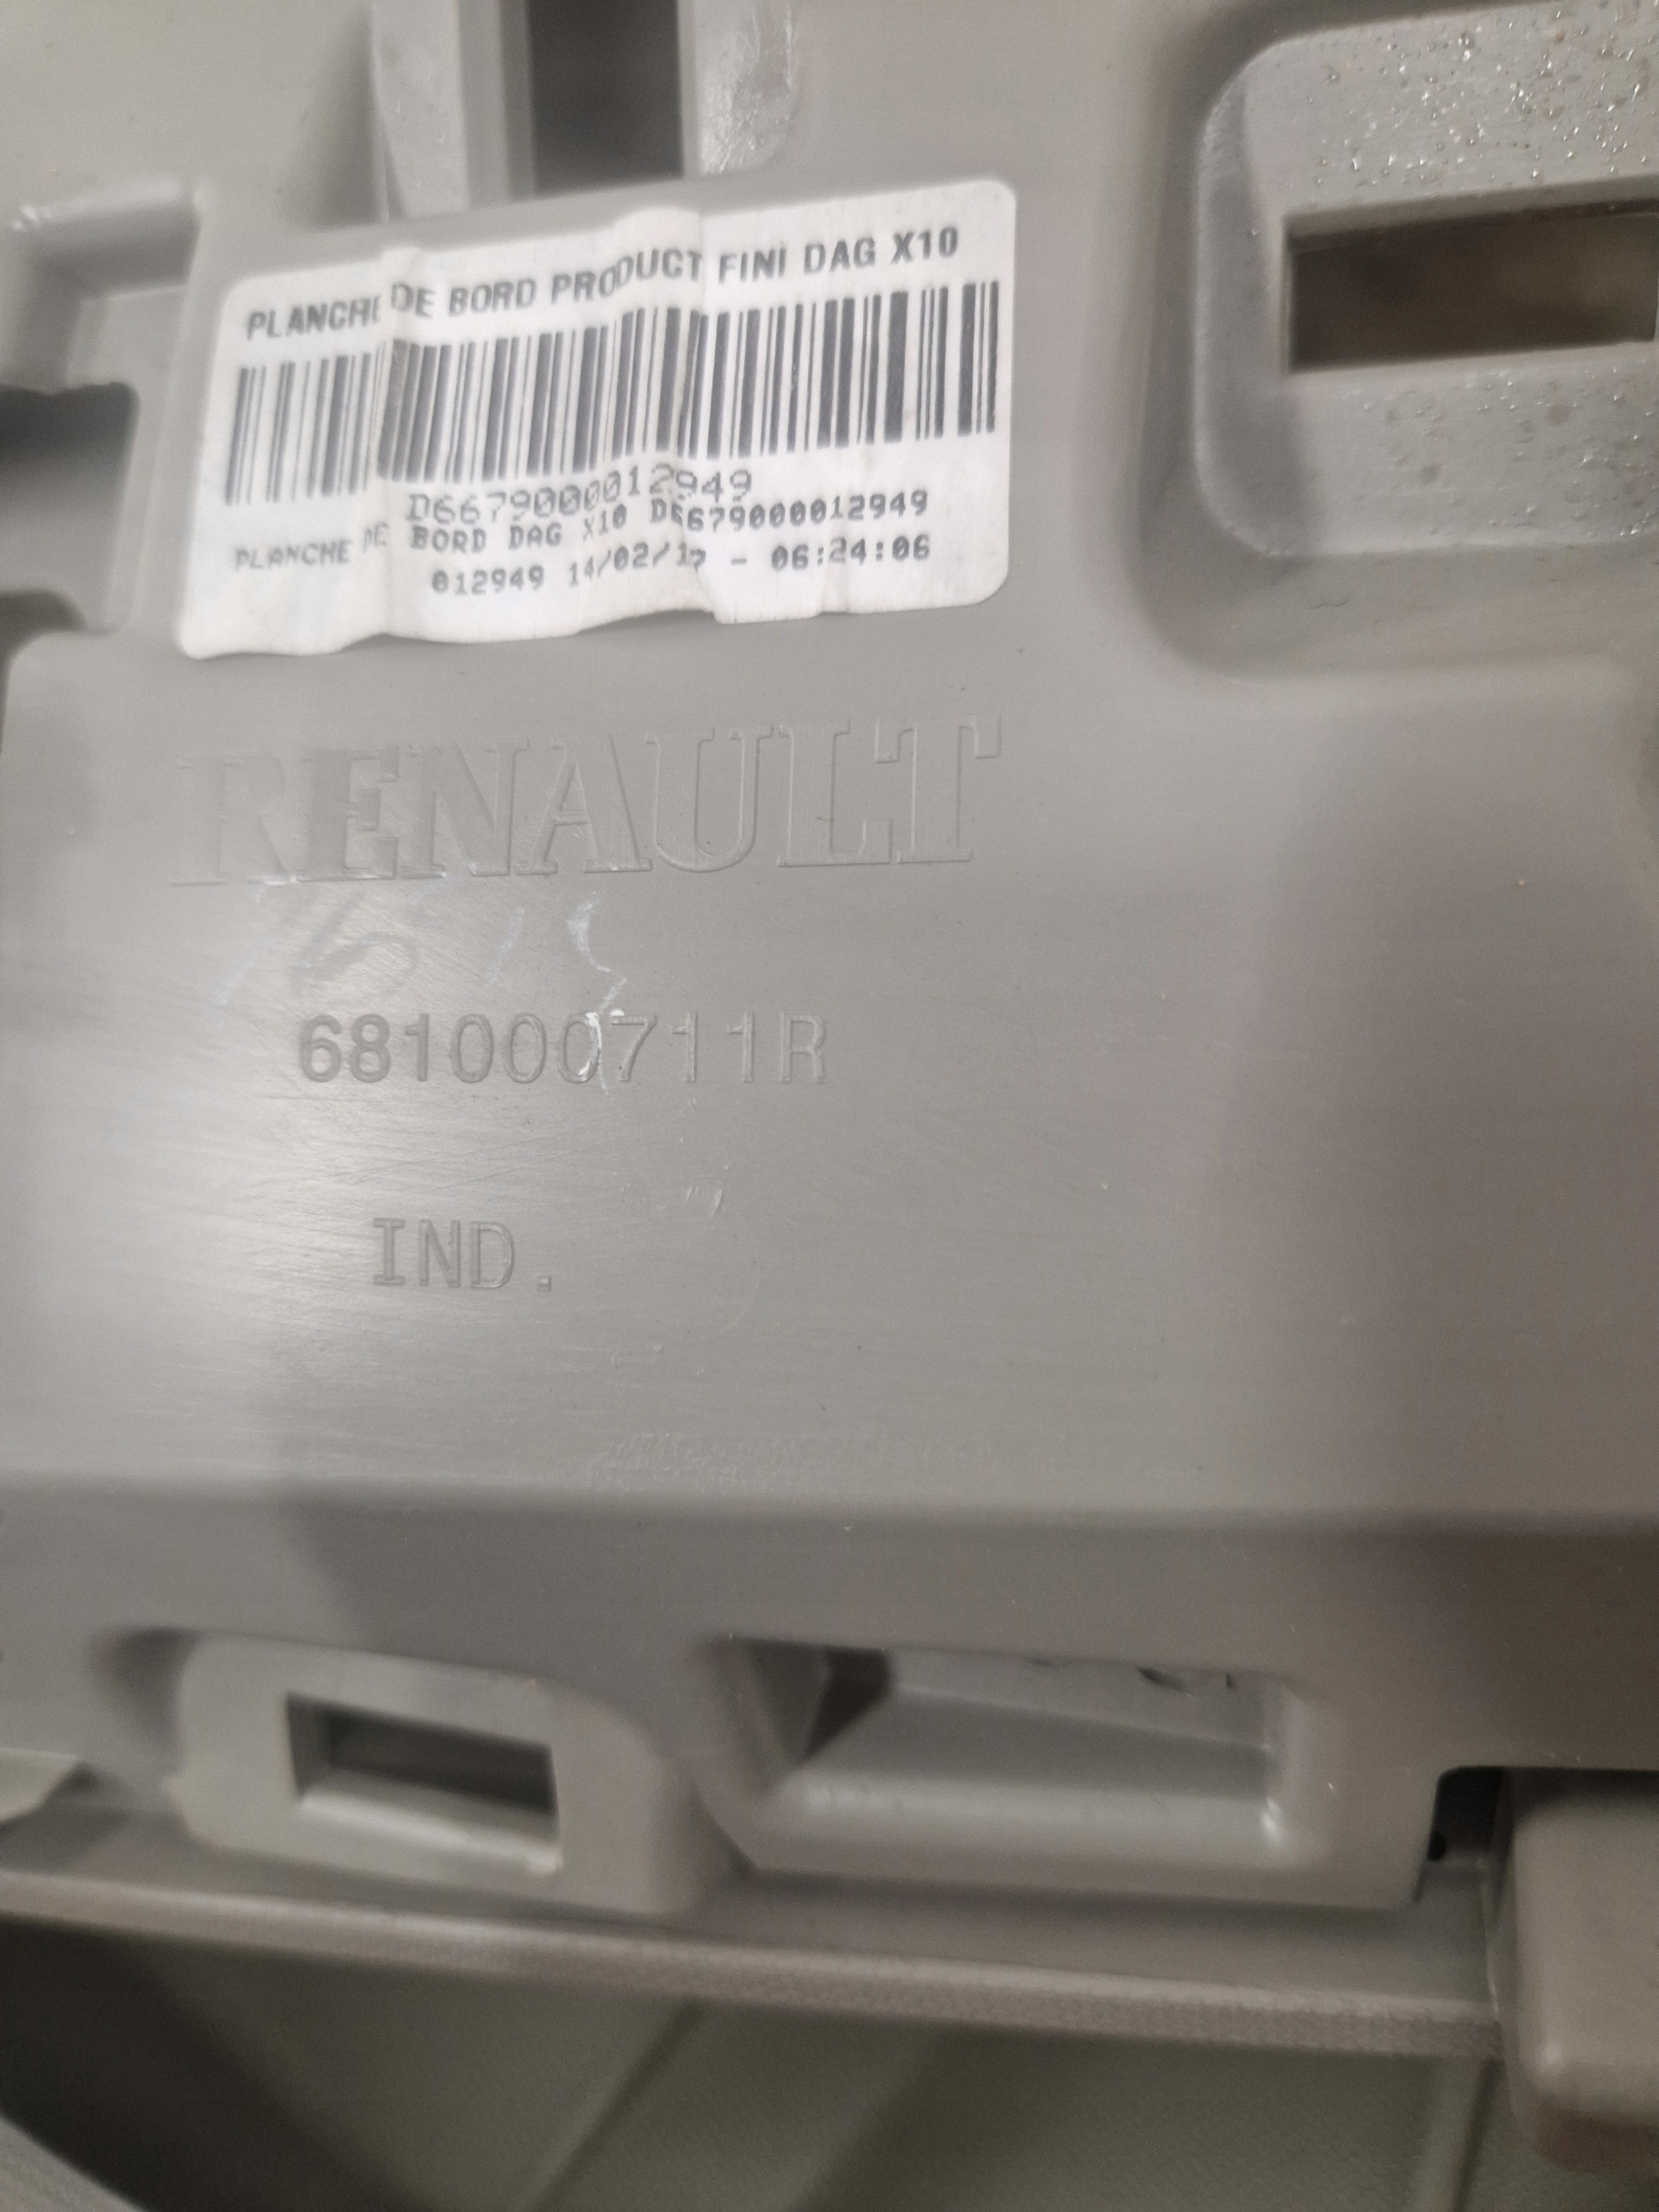 PLANCHE DE BORD PRODUCT FINI DAG X10
D6679000012949
PLANCHE DE BORD DAG X10 D6679000012949
012949 14/02/17 - 06:24:06
RENAULT
681000711R
IND.